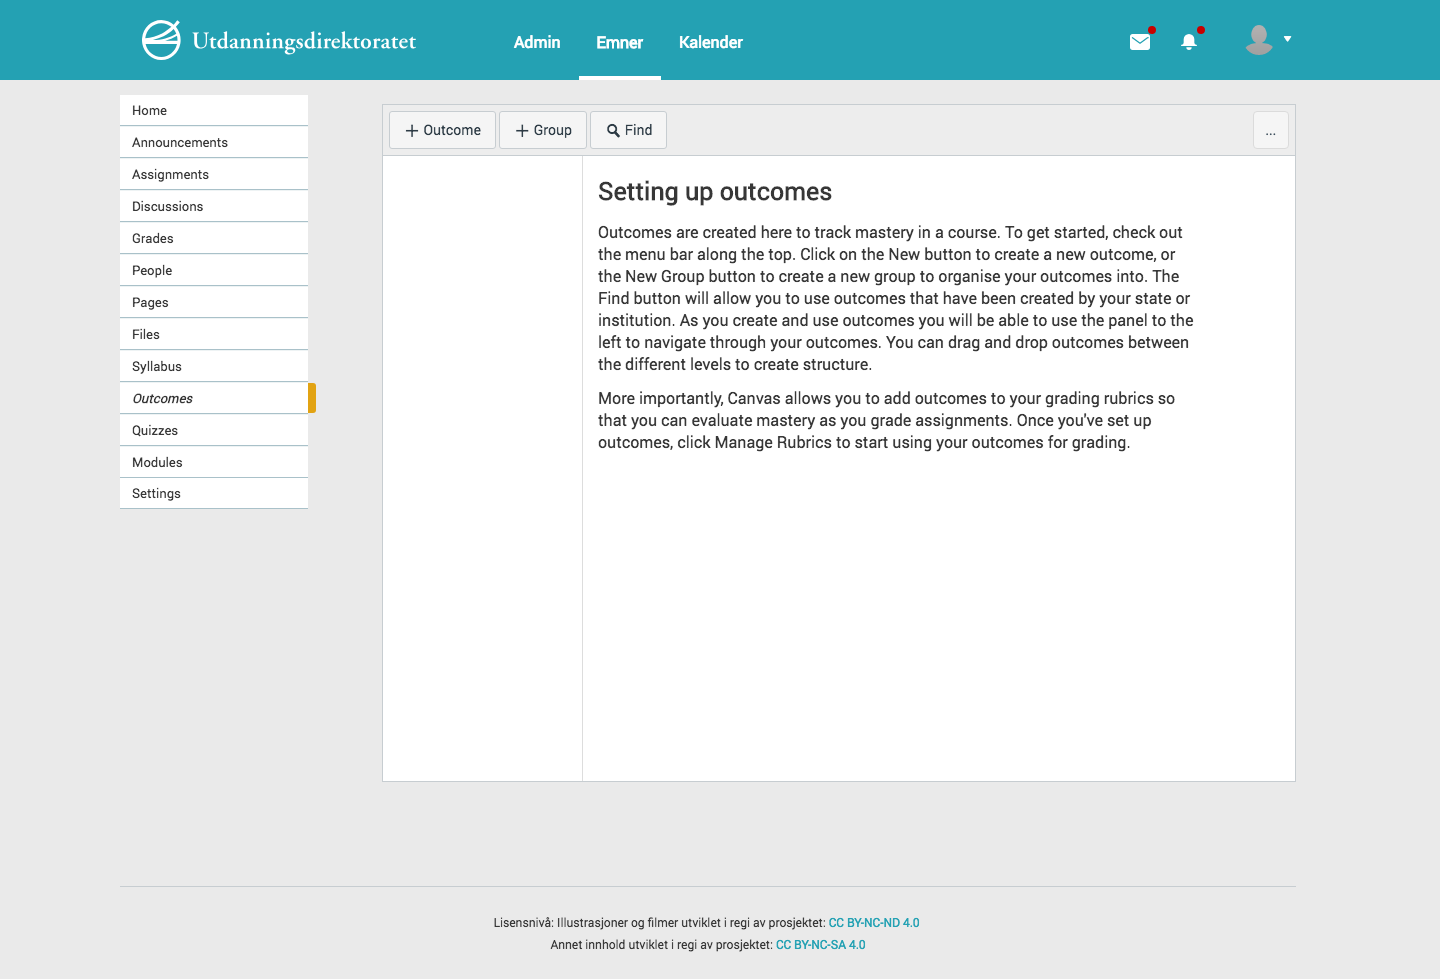 Utdanningsdirektoratet
Admin
Emner
Kalender
Home
Announcements
Assignments
Discussions
Grades
People
Pages
Files
Syllabus
Outcomes
Quizzes
Modules
Settings
+ Outcome
+ Group
Find
...
Setting up outcomes
Outcomes are created here to track mastery in a course. To get started, check out
the menu bar along the top. Click on the New button to create a new outcome, or
the New Group button to create a new group to organise your outcomes into. The
Find button will allow you to use outcomes that have been created by your state or
institution. As you create and use outcomes you will be able to use the panel to the
left to navigate through your outcomes. You can drag and drop outcomes between
the different levels to create structure.
More importantly, Canvas allows you to add outcomes to your grading rubrics so
that you can evaluate mastery as you grade assignments. Once you've set up
outcomes, click Manage Rubrics to start using your outcomes for grading.
Lisensnivå: Illustrasjoner og filmer utviklet i regi av prosjektet: CC BY-NC-ND 4.0
Annet innhold utviklet i regi av prosjektet: CC BY-NC-SA 4.0